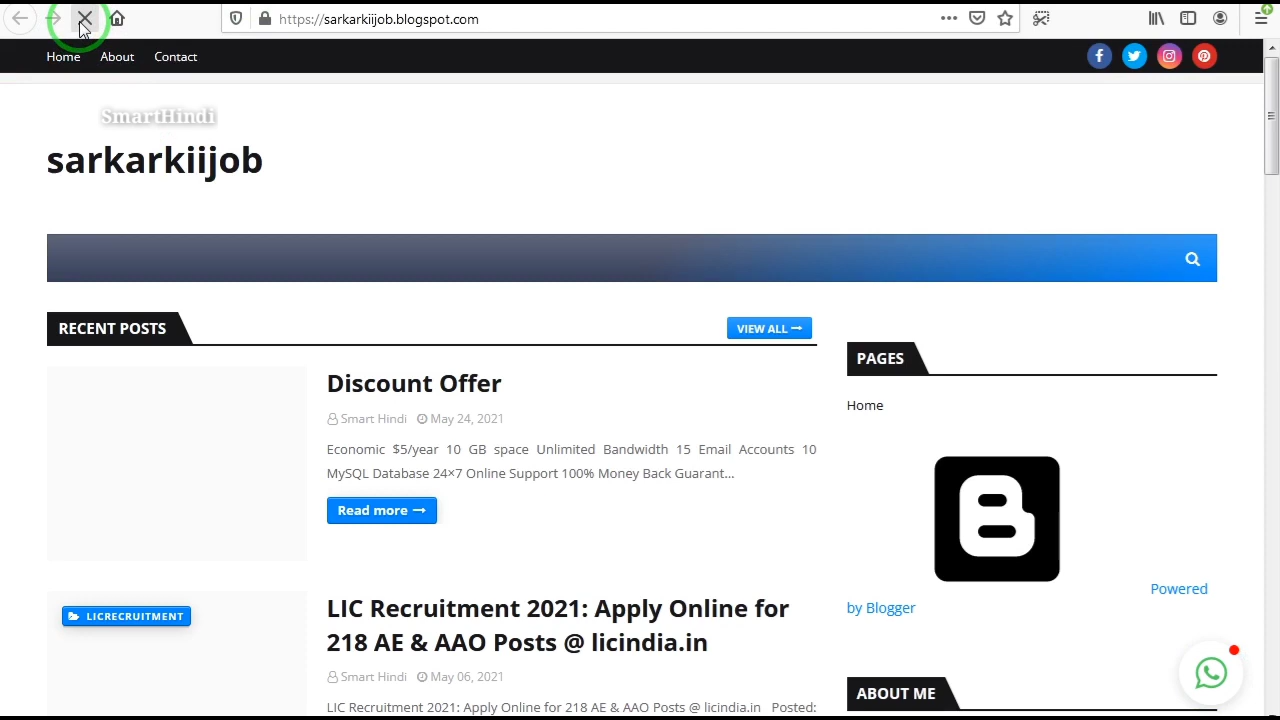 https://sarkarkiijob.blogspot.com
Home About Contact
SmartHindi
sarkarkiijob
RECENT POSTS
VIEW ALL
Discount Offer
Smart Hindi May 24, 2021
Economic $5/year 10 GB space Unlimited Bandwidth 15 Email Accounts 10
MySQL Database 24×7 Online Support 100% Money Back Guarant...
Read more
LICRECRUITMENT
LIC Recruitment 2021: Apply Online for
218 AE & AAO Posts @ licindia.in
Smart Hindi May 06, 2021
LIC Recruitment 2021: Apply Online for 218 AE & AAO Posts @ licindia.in Posted:
PAGES
Home
Powered
by Blogger
ABOUT ME